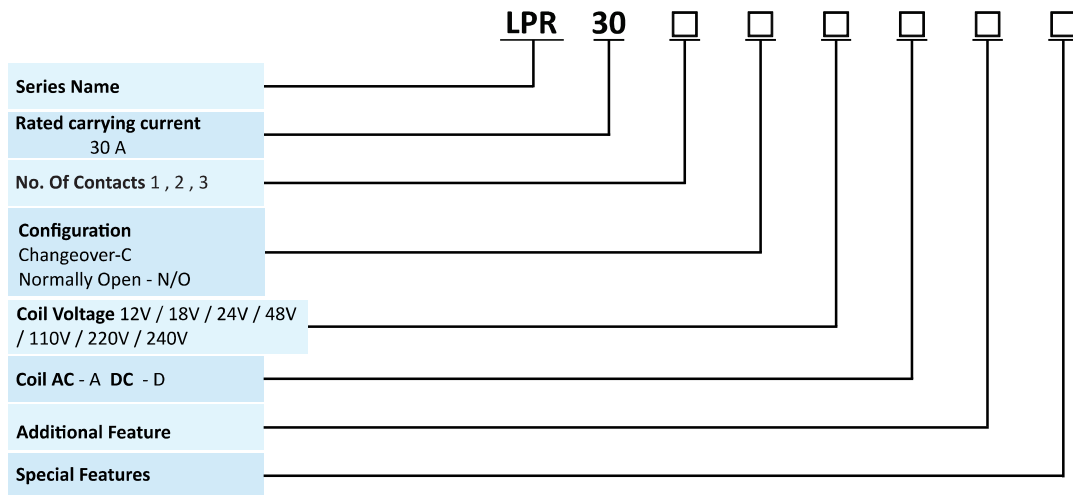 LPR 30 □ □ □ □ □ □
Series Name
Rated carrying current
30 A
No. Of Contacts 1 , 2 , 3
Configuration
Changeover-C
Normally Open - N/O
Coil Voltage 12V / 18V / 24V / 48V
/ 110V / 220V / 240V
Coil AC - A DC - D
Additional Feature
Special Features